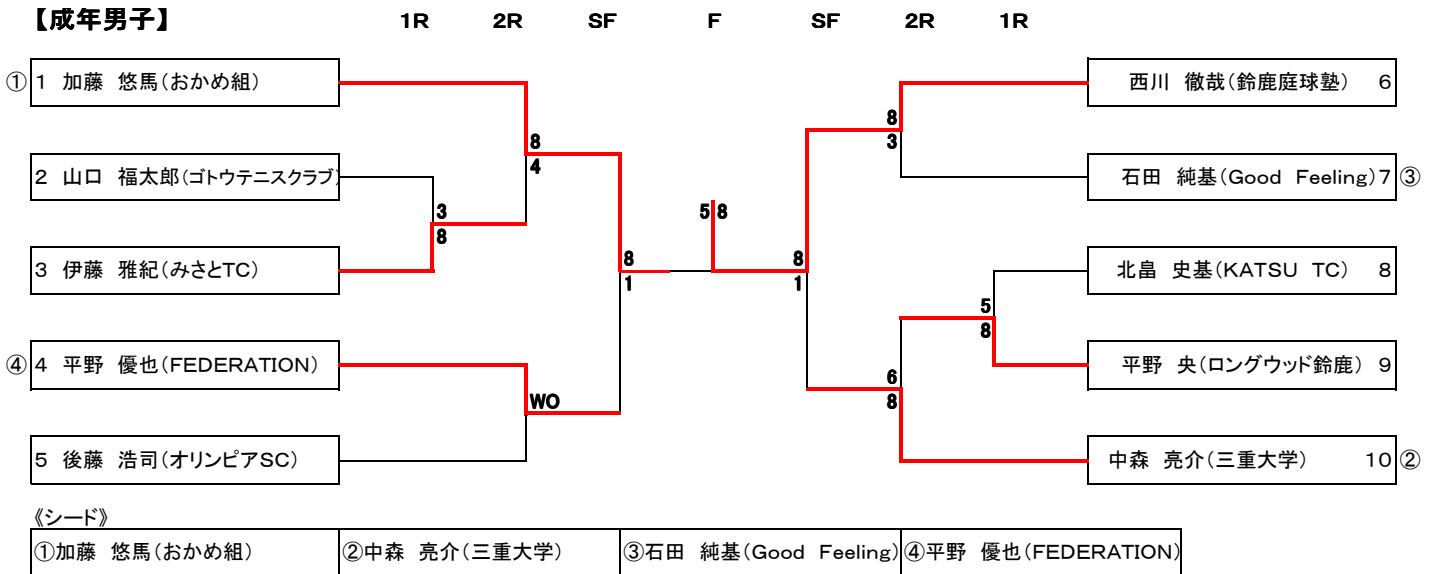 【成年男子】 1R 2R SF F SF 2R 1R
① 1 加藤 悠馬(おかめ組)
西川 徹哉(鈴鹿庭球塾) 6
8
3
8
4
2 山口 福太郎(ゴトウテニスクラブ)
石田 純基(Good Feeling)7 ③
3
8
5 8
3 伊藤 雅紀(みさとTC)
8
1
8
1
北畠 史基(KATSU TC) 8
5
8
④ 4 平野 優也(FEDERATION)
平野 央(ロングウッド鈴鹿) 9
WO
6
8
5 後藤 浩司(オリンピアSC)
中森 亮介(三重大学) 10 ②
《シード》
①加藤 悠馬(おかめ組) ②中森 亮介(三重大学) ③石田 純基(Good Feeling) ④平野 優也(FEDERATION)